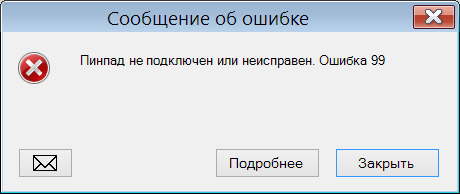 Сообщение об ошибке
Пинпад не подключен или неисправен. Ошибка 99
Подробнее
Закрыть